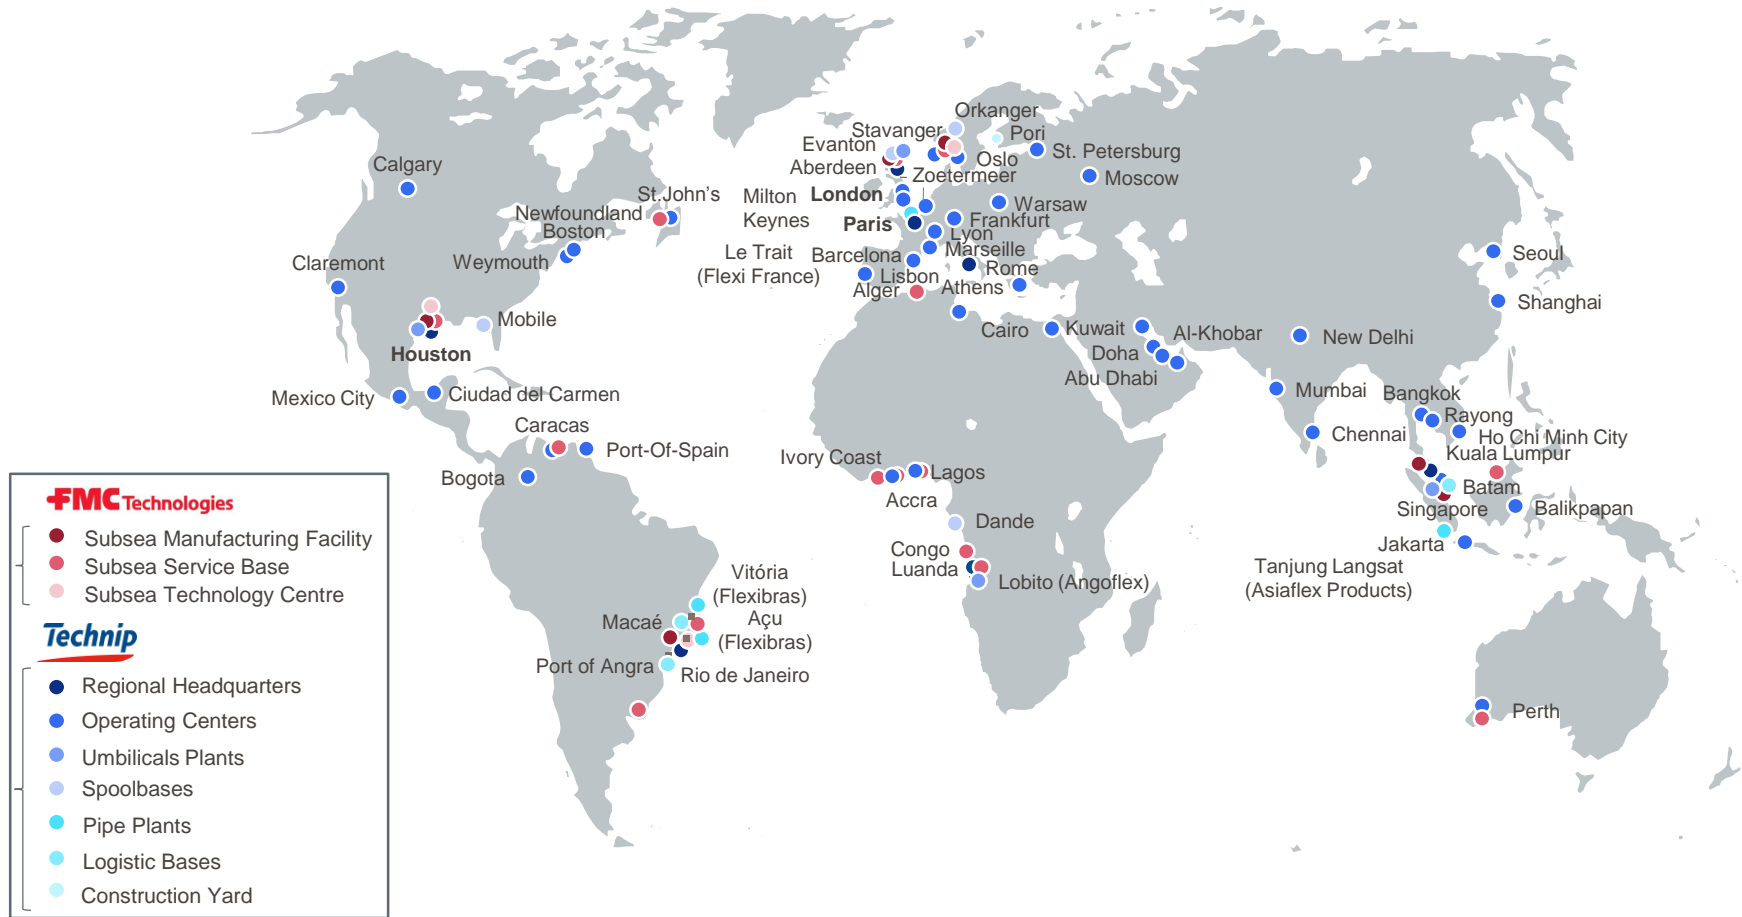 Orkanger
Stavanger
Pori
Evanton
Oslo
St. Petersburg
Calgary
Aberdeen
Zoetermeer
Moscow
St.John's
Milton
Keynes
London
Warsaw
Newfoundland
Paris
Frankfurt
Boston
Lyon
Weymouth
Le Trait
(Flexi France)
Barcelona
Marseille
Seoul
Claremont
Lisbon
Rome
Alger
Athens
Shanghai
Mobile
Cairo
Kuwait
Al-Khobar
New Delhi
Houston
Doha
Abu Dhabi
Mexico City
Ciudad del Carmen
Mumbai
Bangkok
Rayong
Caracas
Port-Of-Spain
Chennai
Ho Chi Minh City
Ivory Coast
Kuala Lumpur
Bogota
Lagos
Batam
Accra
Singapore
Balikpapan
Dande
Congo
Jakarta
Luanda
Lobito (Angoflex)
Tanjung Langsat
(Asiaflex Products)
Vitória
(Flexibras)
Macaé
Açu
(Flexibras)
Port of Angra
Rio de Janeiro
Perth
FMC Technologies
Subsea Manufacturing Facility
Subsea Service Base
Subsea Technology Centre
Technip
Regional Headquarters
Operating Centers
Umbilicals Plants
Spoolbases
Pipe Plants
Logistic Bases
Construction Yard